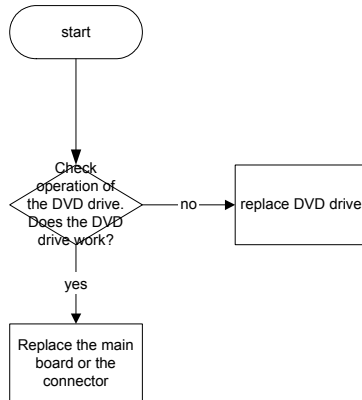 start
Check
operation of
the DVD drive.
Does the DVD
drive work?
no
replace DVD drive
yes
Replace the main
board or the
connector